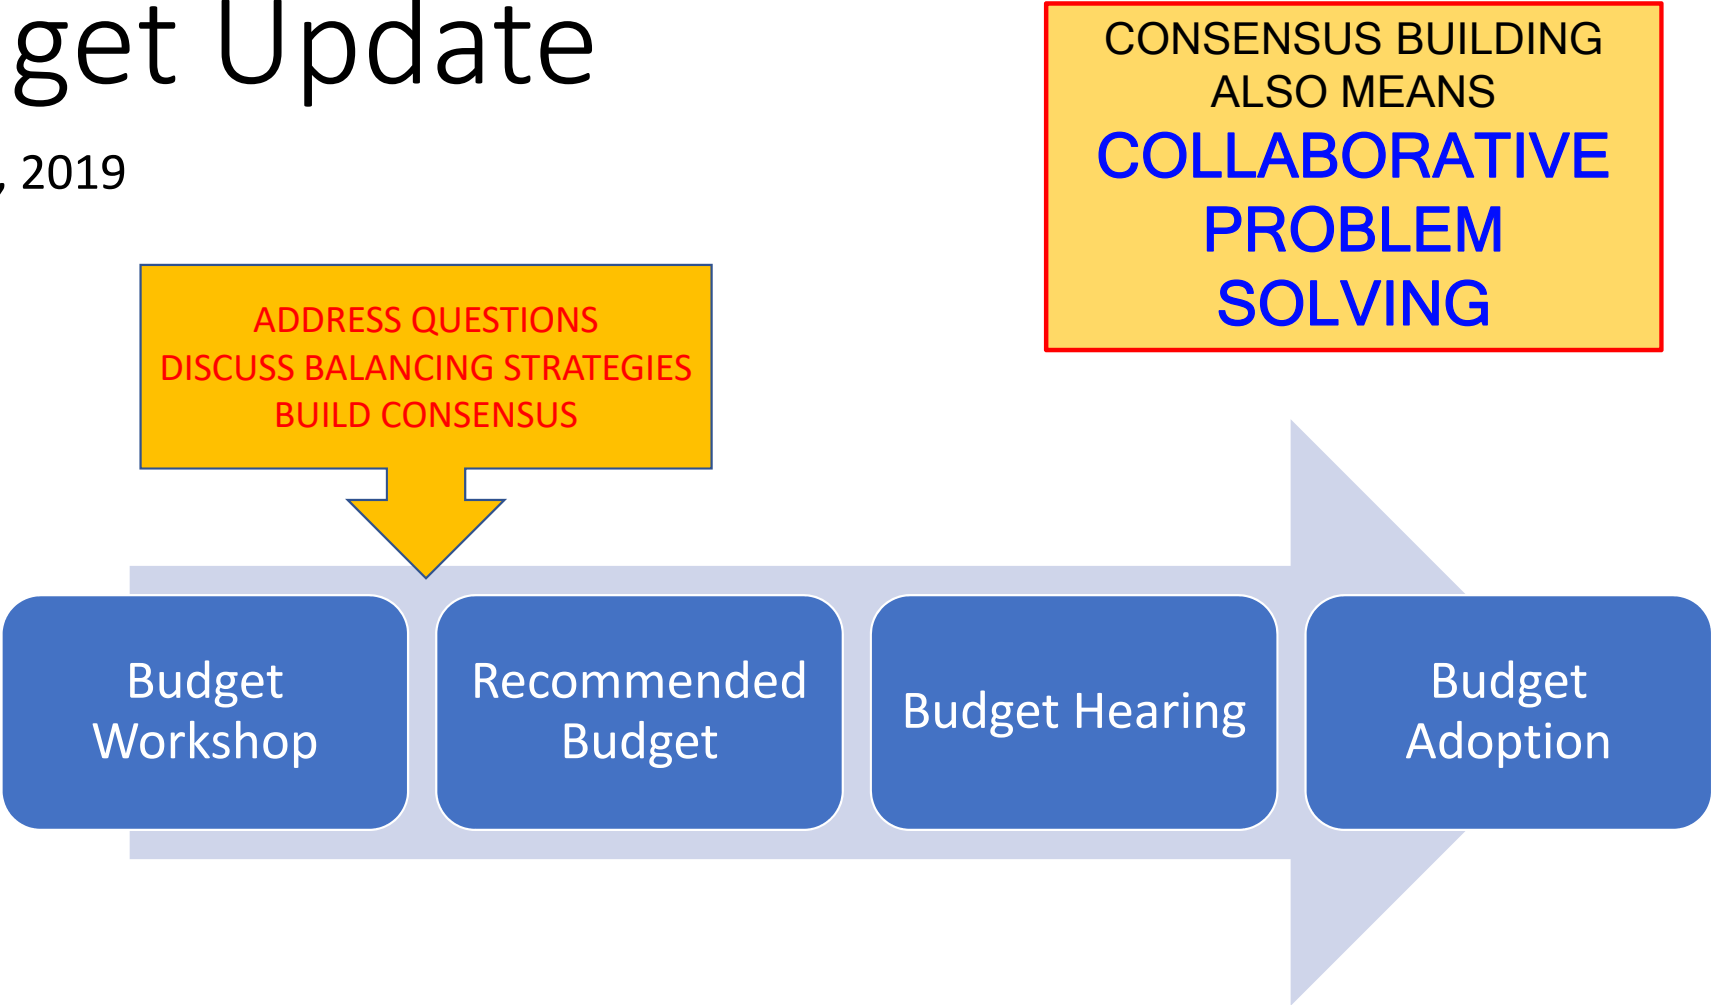 get Update
, 2019
CONSENSUS BUILDING
ALSO MEANS
COLLABORATIVE
PROBLEM
SOLVING
ADDRESS QUESTIONS
DISCUSS BALANCING STRATEGIES
BUILD CONSENSUS
Budget
Workshop
Recommended
Budget
Budget Hearing
Budget
Adoption